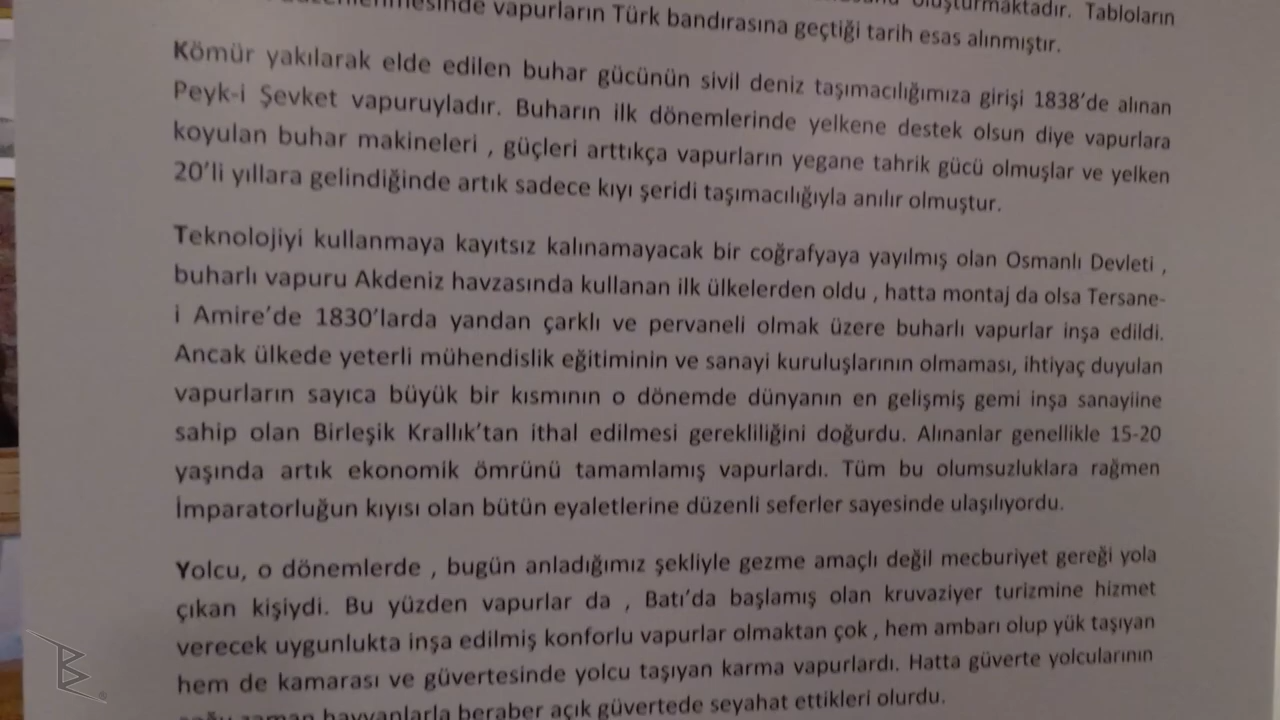 vapurların Türk bandırasına geçtiği tarih esas alınmıştır.
oluşturmaktadır. Tabloların
Kömür yakılarak elde edilen buhar gücünün sivil deniz taşımacılığımıza girişi 1838’de alınan
Peyk-i Şevket vapuruyladır. Buharın ilk dönemlerinde yelkene destek olsun diye vapurlara
koyulan buhar makineleri , güçleri arttıkça vapurların yegane tahrik gücü olmuşlar ve yelken
20’li yıllara gelindiğinde artık sadece kıyı şeridi taşımacılığıyla anılır olmuştur.
Teknolojiyi kullanmaya kayıtsız kalınamayacak bir coğrafyaya yayılmış olan Osmanlı Devleti ,
buharlı vapuru Akdeniz havzasında kullanan ilk ülkelerden oldu , hatta montaj da olsa Tersane-
i Amire’de 1830’larda yandan çarklı ve pervaneli olmak üzere buharlı vapurlar inşa edildi.
Ancak ülkede yeterli mühendislik eğitiminin ve sanayi kuruluşlarının olmaması, ihtiyaç duyulan
vapurların sayıca büyük bir kısmının o dönemde dünyanın en gelişmiş gemi inşa sanayiine
sahip olan Birleşik Krallık’tan ithal edilmesi gerekliliğini doğurdu. Alınanlar genellikle 15-20
yaşında artık ekonomik ömrünü tamamlamış vapurlardı. Tüm bu olumsuzluklara rağmen
İmparatorluğun kıyısı olan bütün eyaletlerine düzenli seferler sayesinde ulaşılıyordu.
Yolcu, o dönemlerde , bugün anladığımız şekliyle gezme amaçlı değil mecburiyet gereği yola
çıkan kişiydi. Bu yüzden vapurlar da , Batı’da başlamış olan kruvaziyer turizmine hizmet
verecek uygunlukta inşa edilmiş konforlu vapurlar olmaktan çok , hem ambarı olup yük taşıyan
hem de kamarası ve güvertesinde yolcu taşıyan karma vapurlardı. Hatta güverte yolcularının
zaman hayvanlarla beraber açık güvertede seyahat ettikleri olurdu.